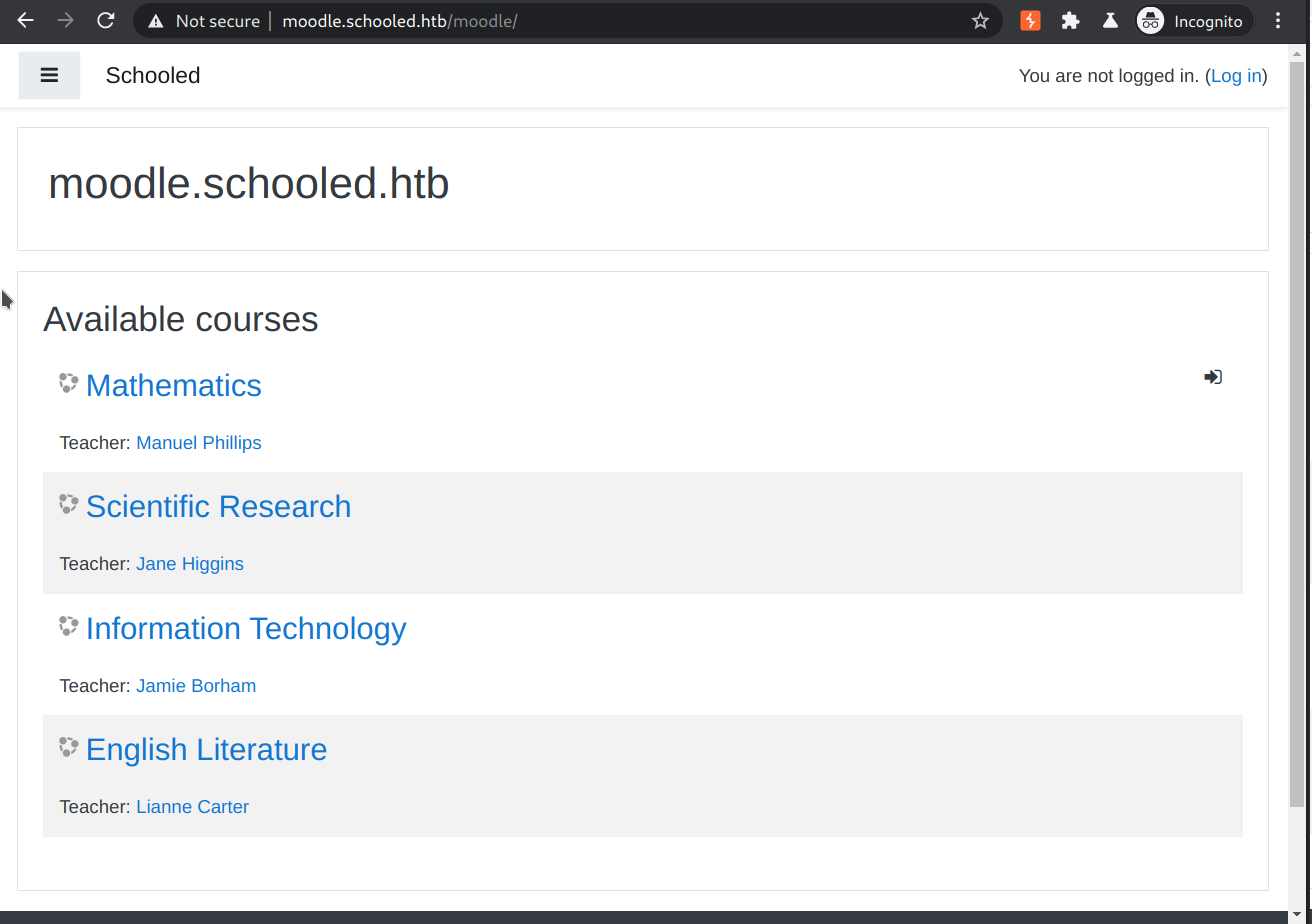 Not secure | moodle.schooled.htb/moodle/ Incognito
Schooled You are not logged in. (Log in)
moodle.schooled.htb
Available courses
Mathematics
Teacher: Manuel Phillips
Scientific Research
Teacher: Jane Higgins
Information Technology
Teacher: Jamie Borham
English Literature
Teacher: Lianne Carter